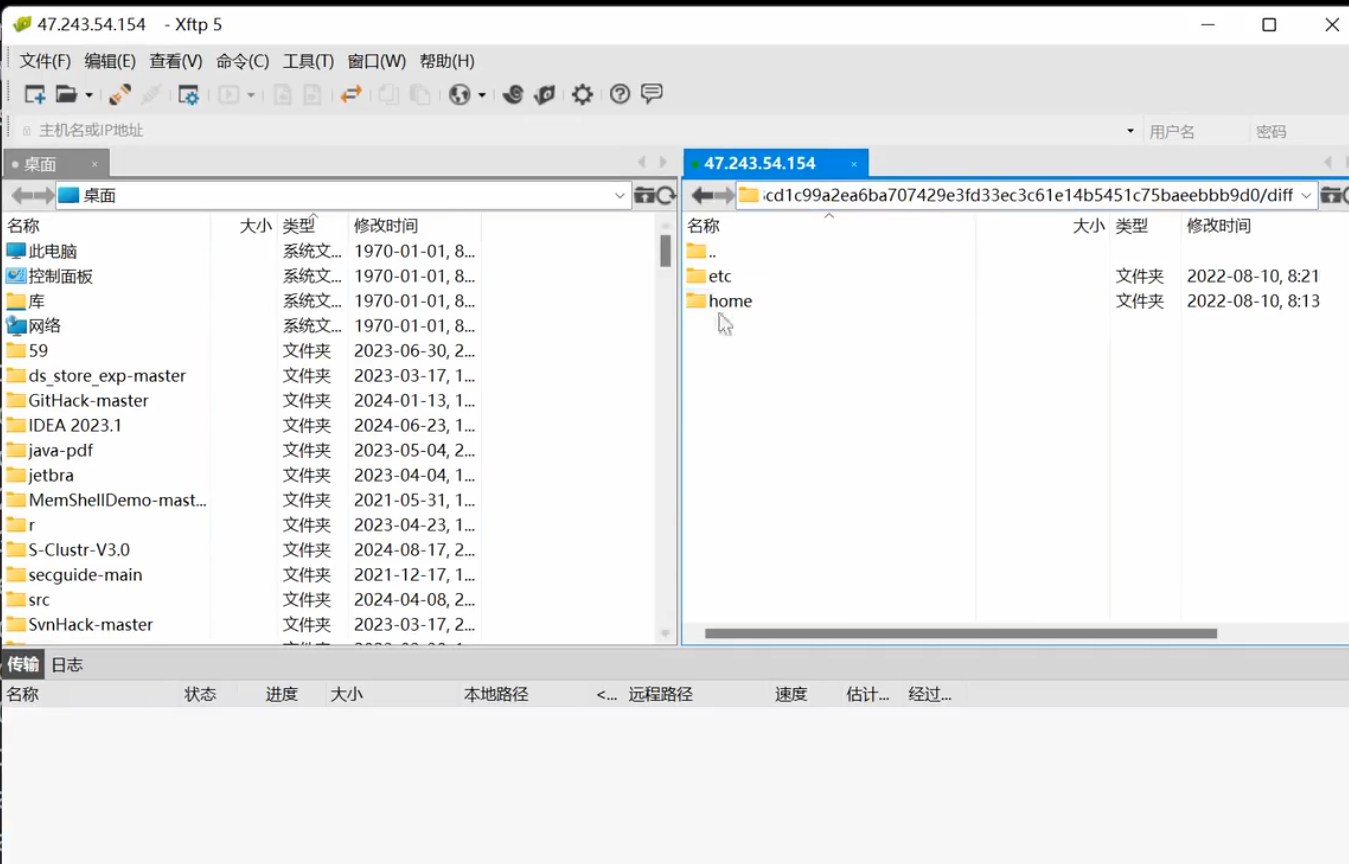 47.243.54.154 - Xftp 5
文件(F) 编辑(E) 查看(V) 命令(C) 工具(T) 窗口(W) 帮助(H)
主机名或IP地址 用户名 密码
桌面 × 47.243.54.154 ×
桌面 cd1c99a2ea6ba707429e3fd33ec3c61e14b5451c75baeebbb9d0/diff
名称 大小 类型 修改时间 名称 大小 类型 修改时间
此电脑 系统文... 1970-01-01, 8... ..
控制面板 系统文... 1970-01-01, 8... etc 文件夹 2022-08-10, 8:21
库 系统文... 1970-01-01, 8... home 文件夹 2022-08-10, 8:13
网络 系统文... 1970-01-01, 8...
59 文件夹 2023-06-30, 2...
ds_store_exp-master 文件夹 2023-03-17, 1...
GitHack-master 文件夹 2024-01-13, 1...
IDEA 2023.1 文件夹 2024-06-23, 1...
java-pdf 文件夹 2023-05-04, 2...
jetbra 文件夹 2023-04-04, 1...
MemShellDemo-mast... 文件夹 2021-05-31, 1...
r 文件夹 2023-04-23, 1...
S-Clustr-V3.0 文件夹 2024-08-17, 2...
secguide-main 文件夹 2021-12-17, 1...
src 文件夹 2024-04-08, 2...
SvnHack-master 文件夹 2023-03-17, 2...
传输 日志
名称 状态 进度 大小 本地路径 <... 远程路径 速度 估计... 经过...